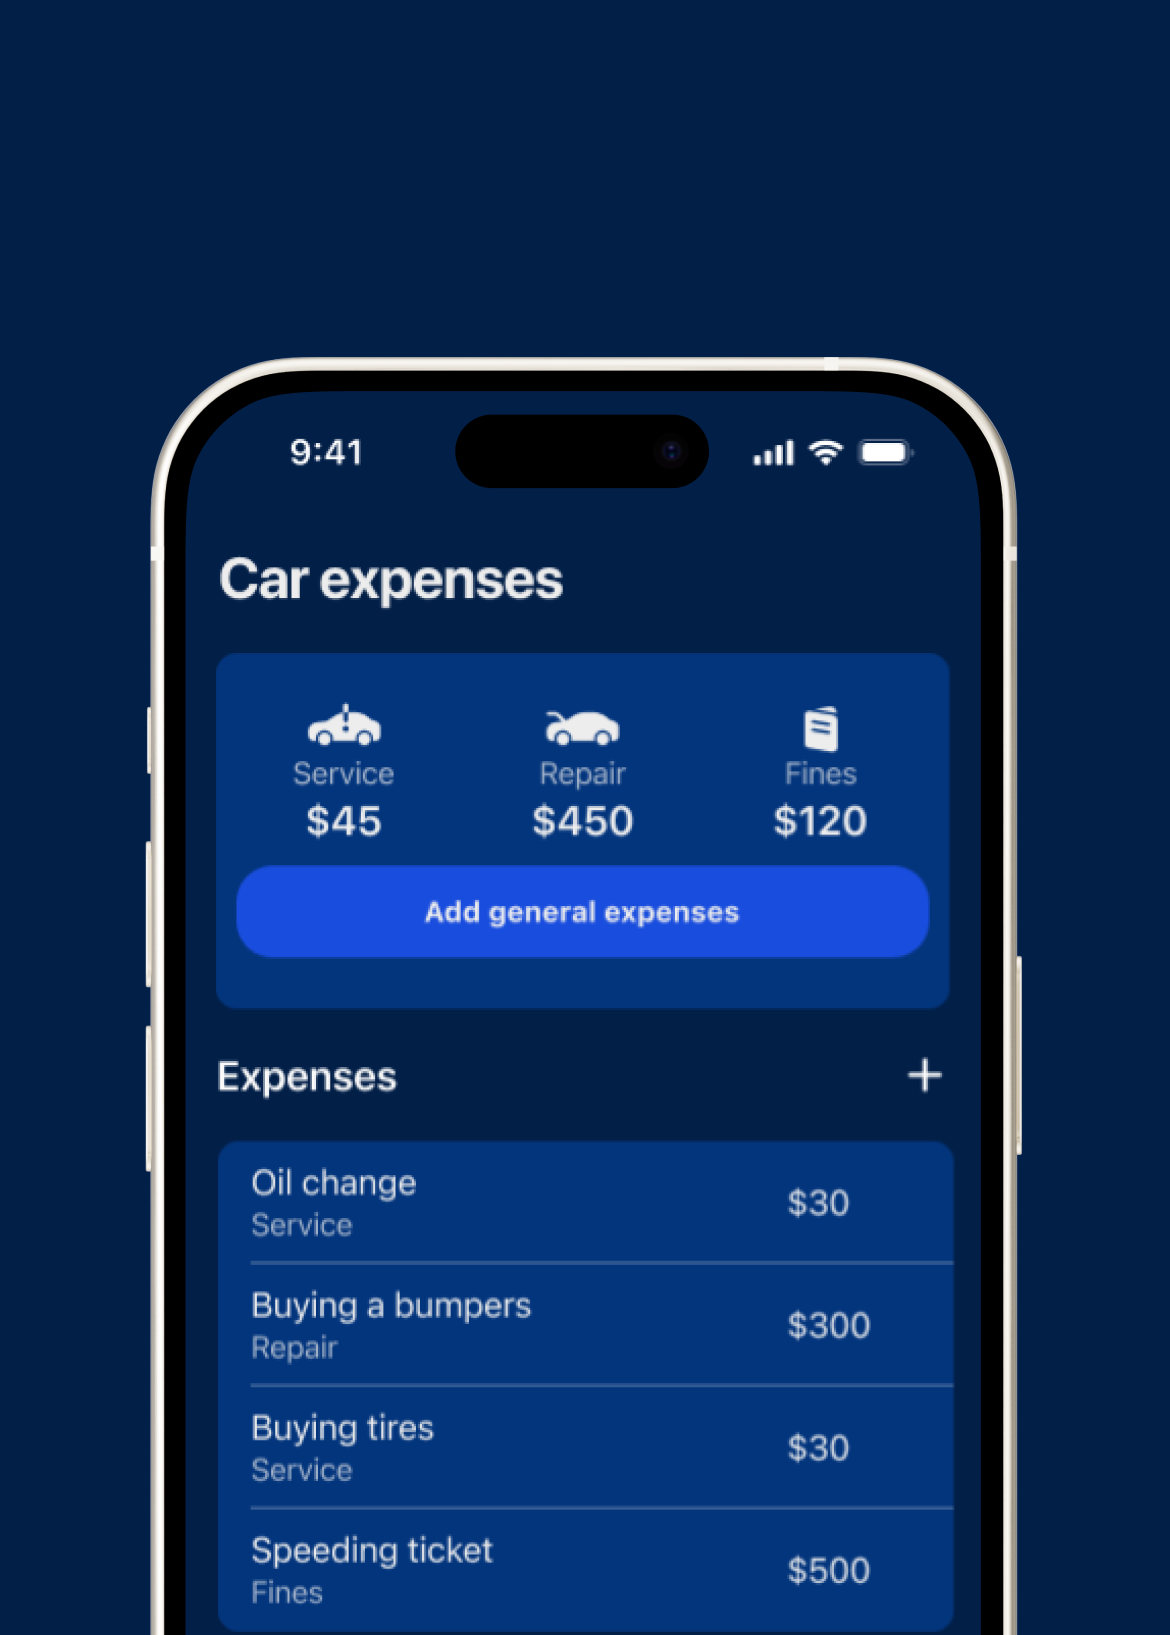 9:41
Car expenses
Service Repair Fines
$45 $450 $120
Add general expenses
Expenses +
Oil change
$30
Service
Buying a bumpers
$300
Repair
Buying tires
$30
Service
Speeding ticket
$500
Fines